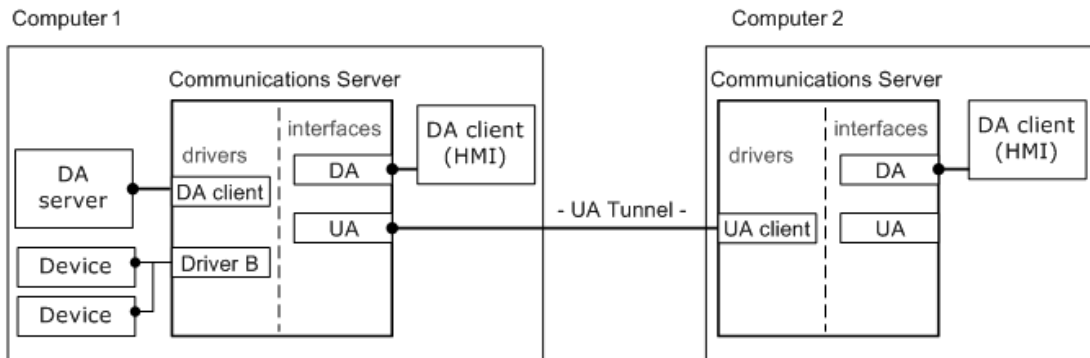 Computer 1
Computer 2
Communications Server
Communications Server
interfaces
DA client
(HMI)
interfaces
DA client
(HMI)
drivers
drivers
DA
DA
DA
server
DA client
- UA Tunnel -
UA
UA client
UA
Device
Driver B
Device